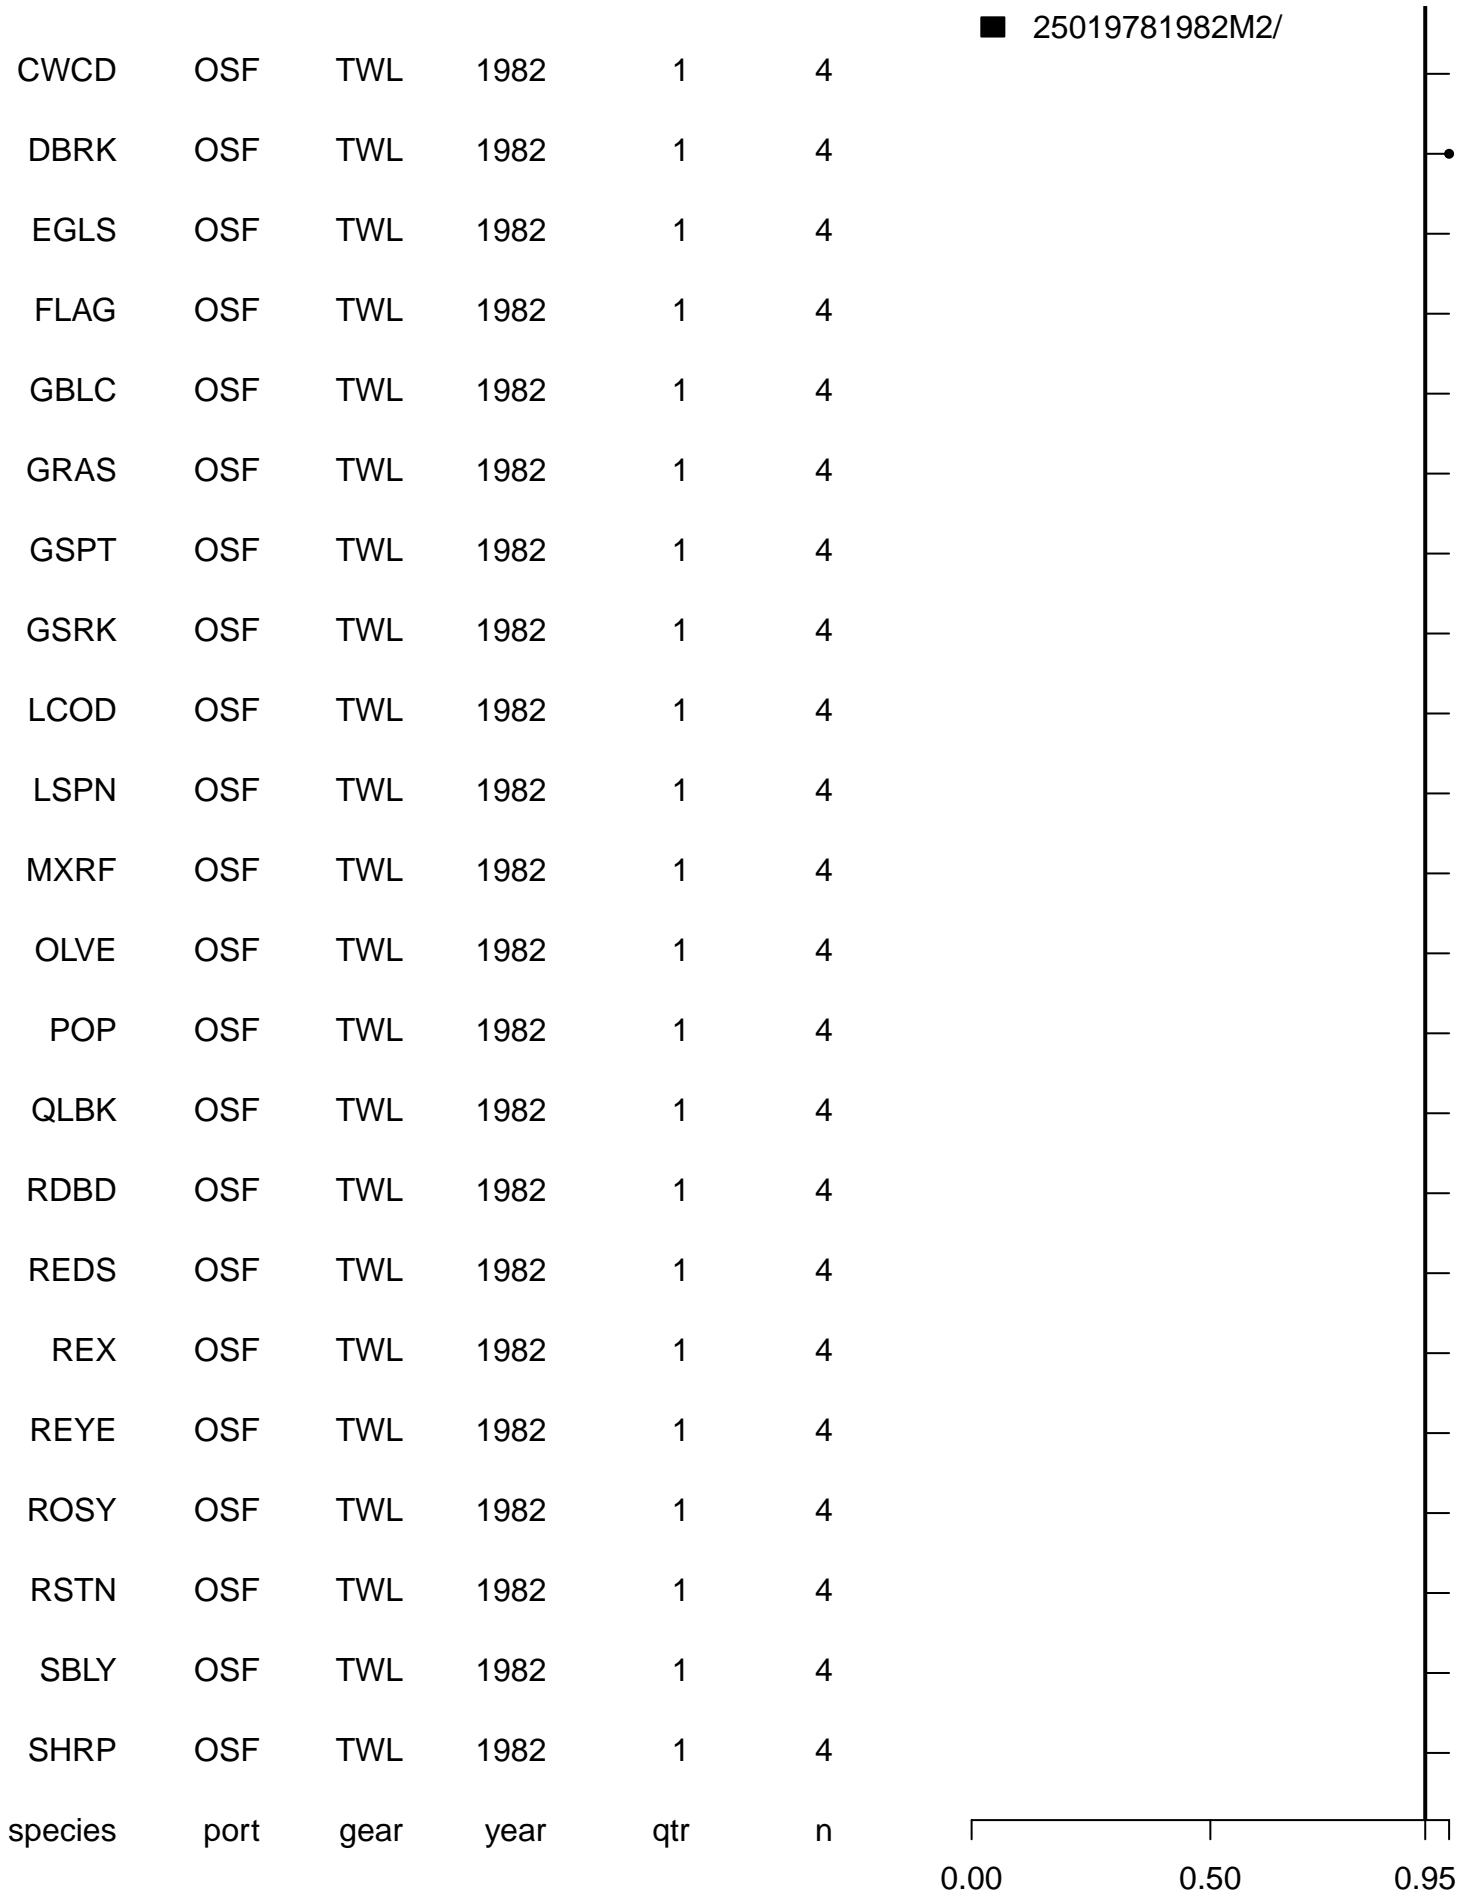 25019781982M2/
CWCD OSF TWL 1982 1 4
DBRK OSF TWL 1982 1 4
EGLS OSF TWL 1982 1 4
FLAG OSF TWL 1982 1 4
GBLC OSF TWL 1982 1 4
GRAS OSF TWL 1982 1 4
GSPT OSF TWL 1982 1 4
GSRK OSF TWL 1982 1 4
LCOD OSF TWL 1982 1 4
LSPN OSF TWL 1982 1 4
MXRF OSF TWL 1982 1 4
OLVE OSF TWL 1982 1 4
POP OSF TWL 1982 1 4
QLBK OSF TWL 1982 1 4
RDBD OSF TWL 1982 1 4
REDS OSF TWL 1982 1 4
REX OSF TWL 1982 1 4
REYE OSF TWL 1982 1 4
ROSY OSF TWL 1982 1 4
RSTN OSF TWL 1982 1 4
SBLY OSF TWL 1982 1 4
SHRP OSF TWL 1982 1 4
species port gear year qtr n
0.00 0.50 0.95